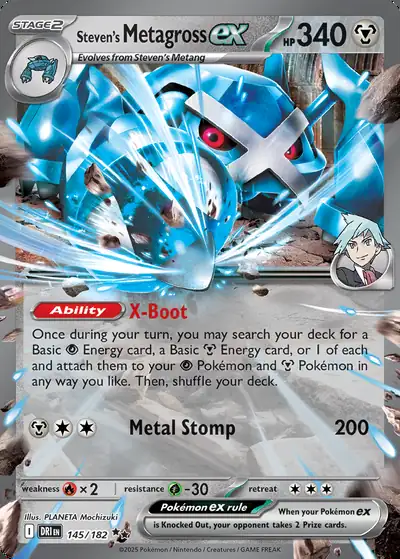 STAGE2
Steven's Metagross ex HP 340
Evolves from Steven's Metang
Ability X-Boot
Once during your turn, you may search your deck for a
Basic Energy card, a Basic Energy card, or 1 of each
and attach them to your Pokémon and Pokémon in
any way you like. Then, shuffle your deck.
Metal Stomp 200
weakness ×2 resistance -30 retreat
Illus. PLANETA Mochizuki
Pokémon ex rule
When your Pokémon ex
is Knocked Out, your opponent takes 2 Prize cards.
I DRI EN 145/182
©2025 Pokémon / Nintendo / Creatures / GAME FREAK